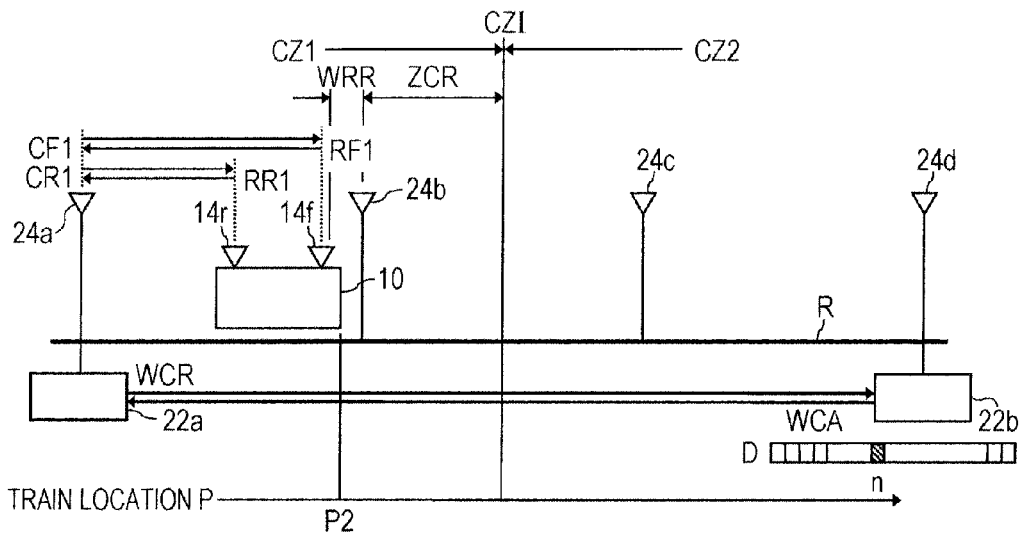 CZI
CZ1 CZ2
WRR ZCR
CF1 RF1
CR1 RR1
24a 14r 14f 24b 24c 24d
10
R
WCR
22a WCA 22b
D
n
TRAIN LOCATION P
P2